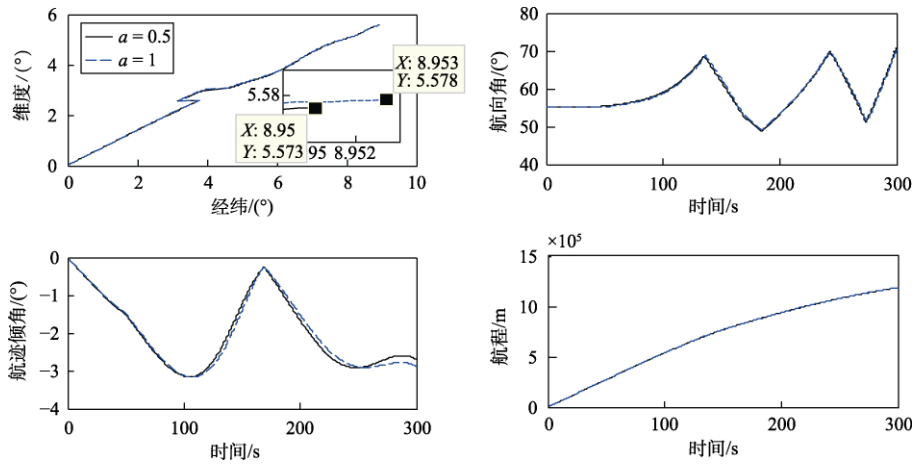 6
4
2
0
维度/(°)
a = 0.5
a = 1
X: 8.953
Y: 5.578
5.58
X: 8.95
Y: 5.573
95 8.952
0 2 4 6 8 10
经纬/(°)
80
70
60
50
40
航向角/(°)
0 100 200 300
时间/s
0
−1
−2
−3
−4
航迹倾角/(°)
0 100 200 300
时间/s
×10⁵
15
10
5
0
航程/m
0 100 200 300
时间/s